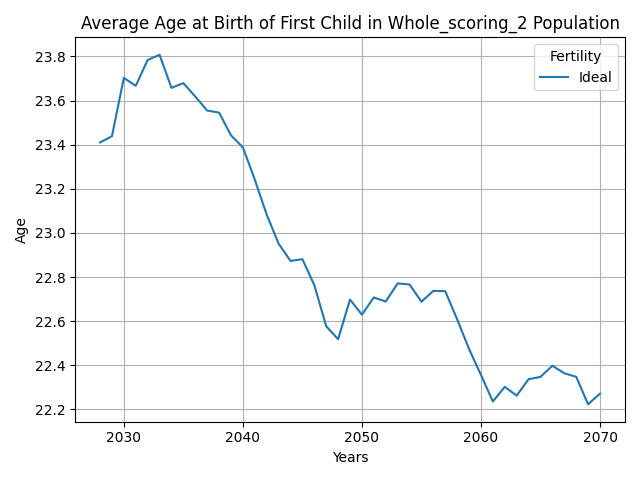 Average Age at Birth of First Child in Whole_scoring_2 Population
Fertility
Ideal
23.8
23.6
23.4
23.2
23.0
22.8
22.6
22.4
22.2
Age
2030 2040 2050 2060 2070
Years